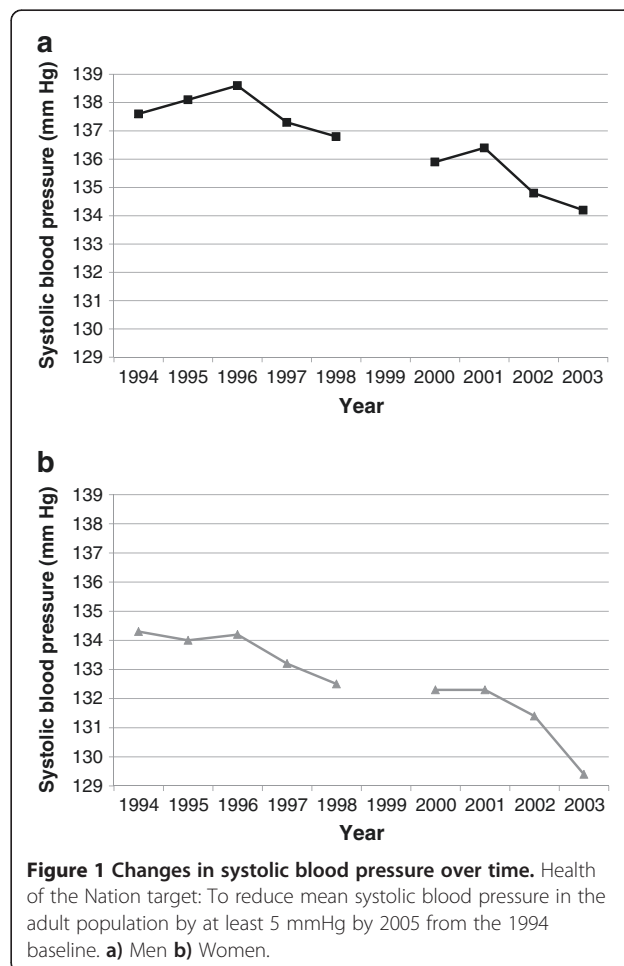 a
Systolic blood pressure (mm Hg)
139
138
137
136
135
134
133
132
131
130
129
1994 1995 1996 1997 1998 1999 2000 2001 2002 2003
Year
b
Systolic blood pressure (mm Hg)
139
138
137
136
135
134
133
132
131
130
129
1994 1995 1996 1997 1998 1999 2000 2001 2002 2003
Year
Figure 1 Changes in systolic blood pressure over time. Health
of the Nation target: To reduce mean systolic blood pressure in the
adult population by at least 5 mmHg by 2005 from the 1994
baseline. a) Men b) Women.